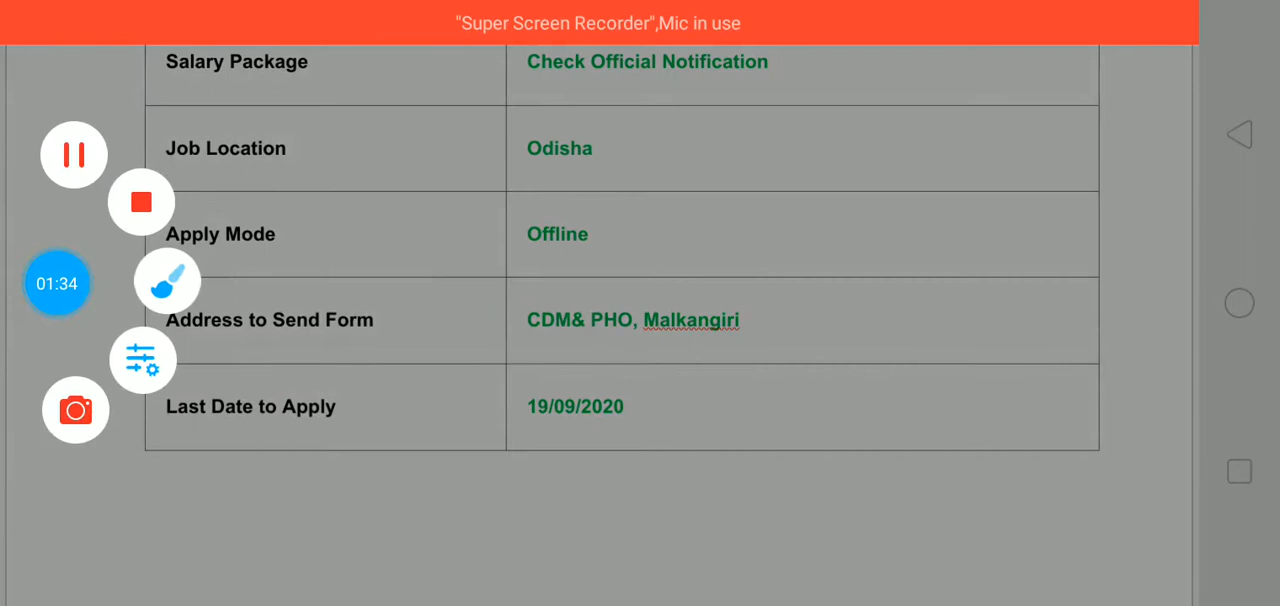 "Super Screen Recorder",Mic in use
Salary Package Check Official Notification
Job Location Odisha
Apply Mode Offline
01:34
Address to Send Form CDM& PHO, Malkangiri
Last Date to Apply 19/09/2020